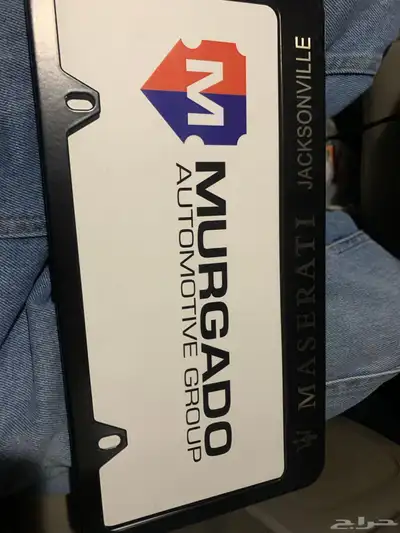 M
MURGADO
AUTOMOTIVE GROUP
MASERATI JACKSONVILLE
حراج